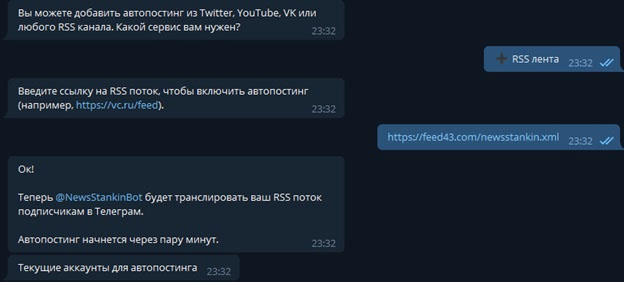 Вы можете добавить автопостинг из Twitter, YouTube, VK или
любого RSS канала. Какой сервис вам нужен?
23:32
➕ RSS лента 23:32
Введите ссылку на RSS поток, чтобы включить автопостинг
(например, https://vc.ru/feed).
23:32
https://feed43.com/newsstankin.xml 23:32
Ок!
Теперь @NewsStankinBot будет транслировать ваш RSS поток
подписчикам в Телеграм.
Автопостинг начнется через пару минут.
23:32
Текущие аккаунты для автопостинга 23:32